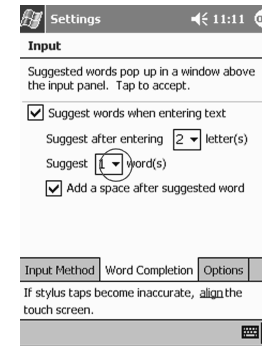 Settings 11:11
Input
Suggested words pop up in a window above
the input panel. Tap to accept.
Suggest words when entering text
Suggest after entering 2 letter(s)
Suggest 1 word(s)
Add a space after suggested word
Input Method Word Completion Options
If stylus taps become inaccurate, align the
touch screen.